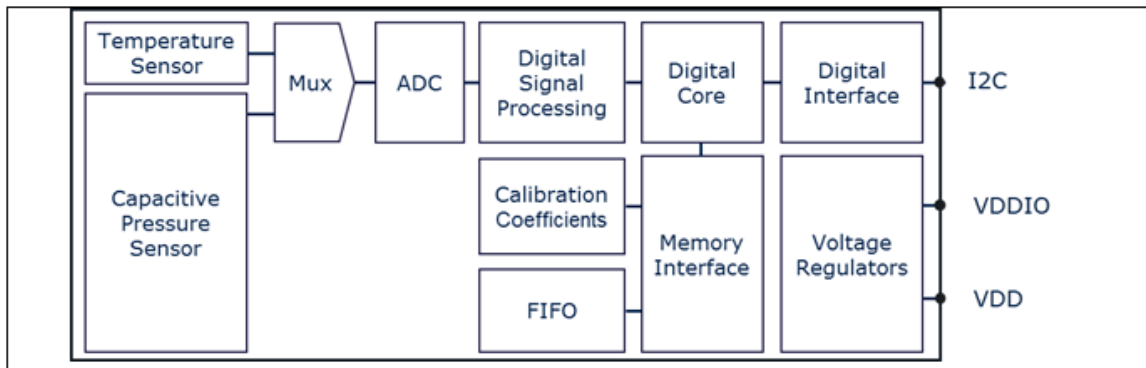 Temperature
Sensor
Mux
ADC
Digital
Signal
Processing
Digital
Core
Digital
Interface
I2C
Capacitive
Pressure
Sensor
Calibration
Coefficients
Memory
Interface
Voltage
Regulators
VDDIO
FIFO
VDD